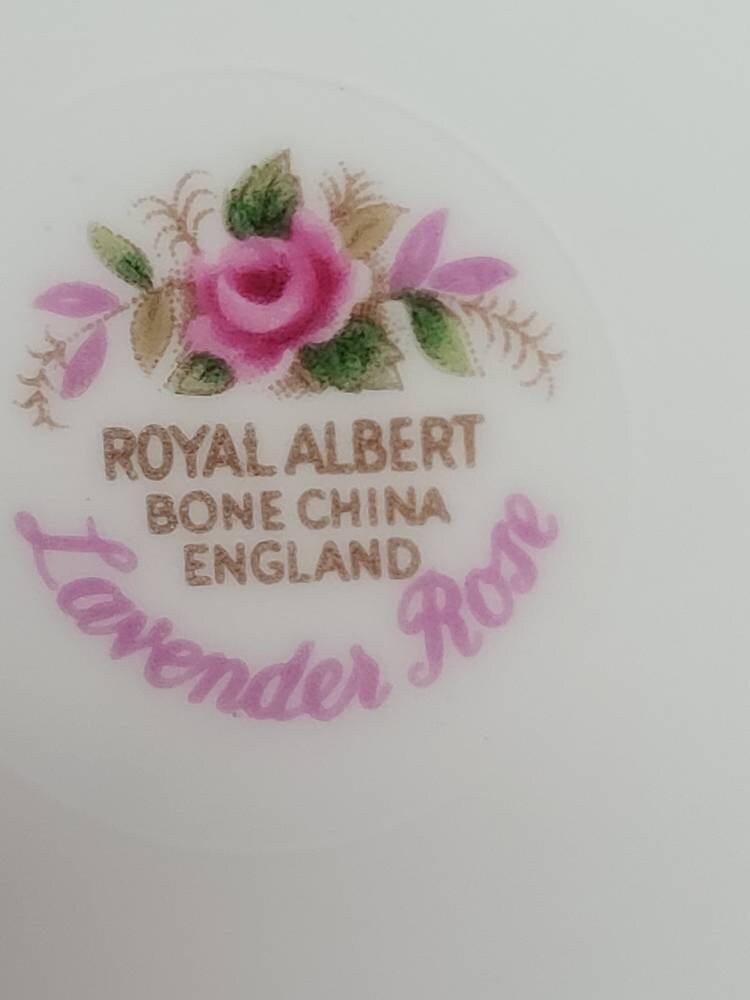 ROYAL ALBERT
BONE CHINA
ENGLAND
Lavender Rose